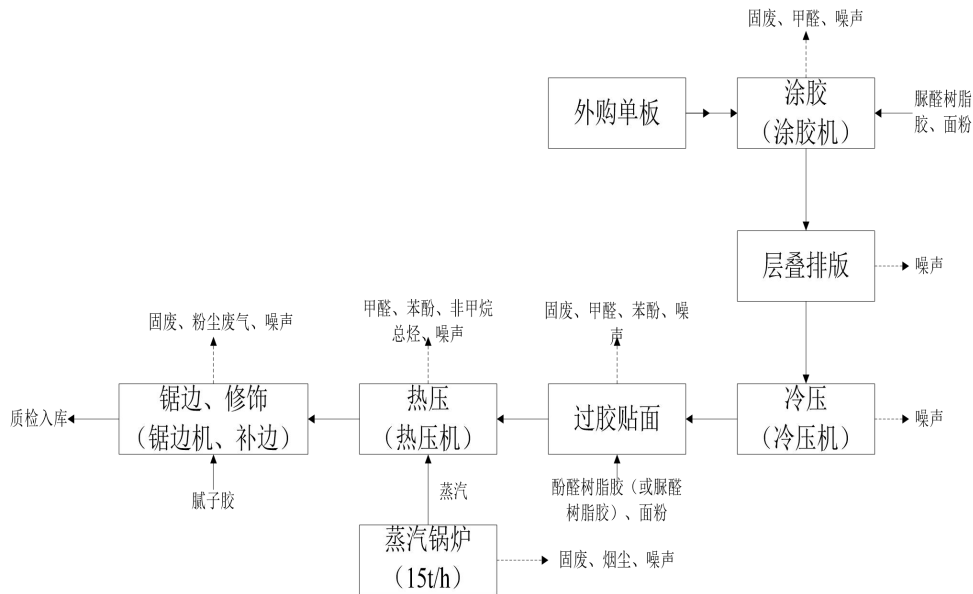 固废、甲醛、噪声
外购单板
涂胶
（涂胶机）
脲醛树脂
胶、面粉
层叠排版
噪声
固废、粉尘废气、噪声
甲醛、苯酚、非甲烷
总烃、噪声
固废、甲醛、苯酚、噪
声
质检入库
锯边、修饰
（锯边机、补边）
热压
（热压机）
过胶贴面
冷压
（冷压机）
噪声
腻子胶
蒸汽
酚醛树脂胶（或脲醛
树脂胶）、面粉
蒸汽锅炉
（15t/h）
固废、烟尘、噪声